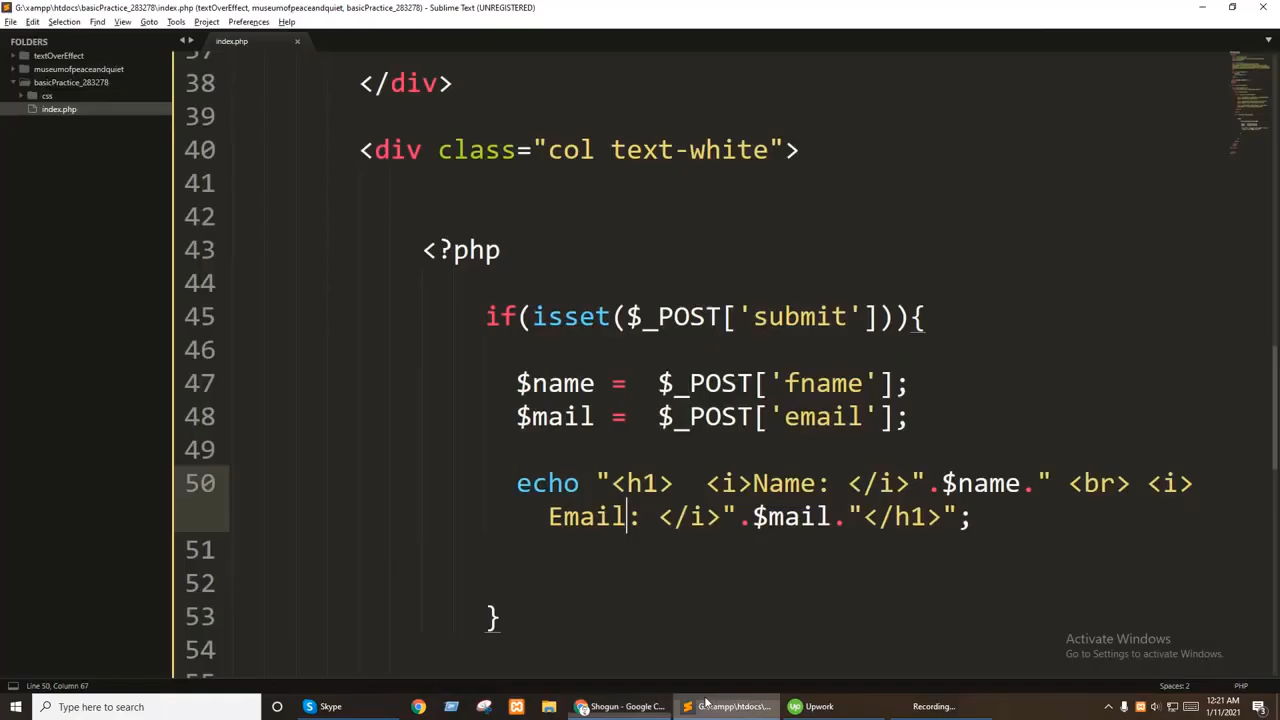 G:\xampp\htdocs\basicPractice_283278\index.php (textOverEffect, museumofpeaceandquiet, basicPractice_283278) - Sublime Text (UNREGISTERED)
File Edit Selection Find View Goto Tools Project Preferences Help
FOLDERS
textOverEffect
museumofpeaceandquiet
basicPractice_283278
css
index.php
index.php
37
38 </div>
39
40 <div class="col text-white">
41
42
43 <?php
44
45 if(isset($_POST['submit'])){
46
47 $name =  $_POST['fname'];
48 $mail =  $_POST['email'];
49
50 echo "<h1>  <i>Name: </i>".$name." <br> <i>
Email: </i>".$mail."</h1>";
51
52
53 }
54
Activate Windows
Go to Settings to activate Windows.
Line 50, Column 67
Spaces: 2
PHP
Type here to search
Skype
Shogun - Google C...
G:\xampp\htdocs\...
Upwork
Recording...
12:21 AM
1/11/2021